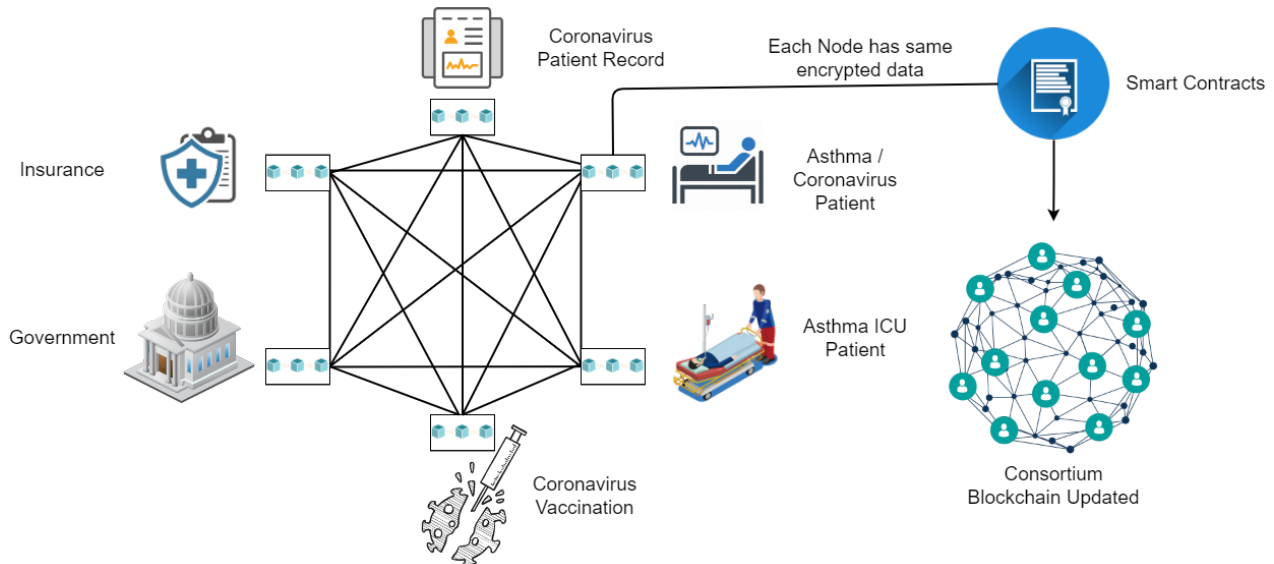 Coronavirus
Patient Record
Each Node has same
encrypted data
Smart Contracts
Insurance
Asthma /
Coronavirus
Patient
Government
Asthma ICU
Patient
Coronavirus
Vaccination
Consortium
Blockchain Updated